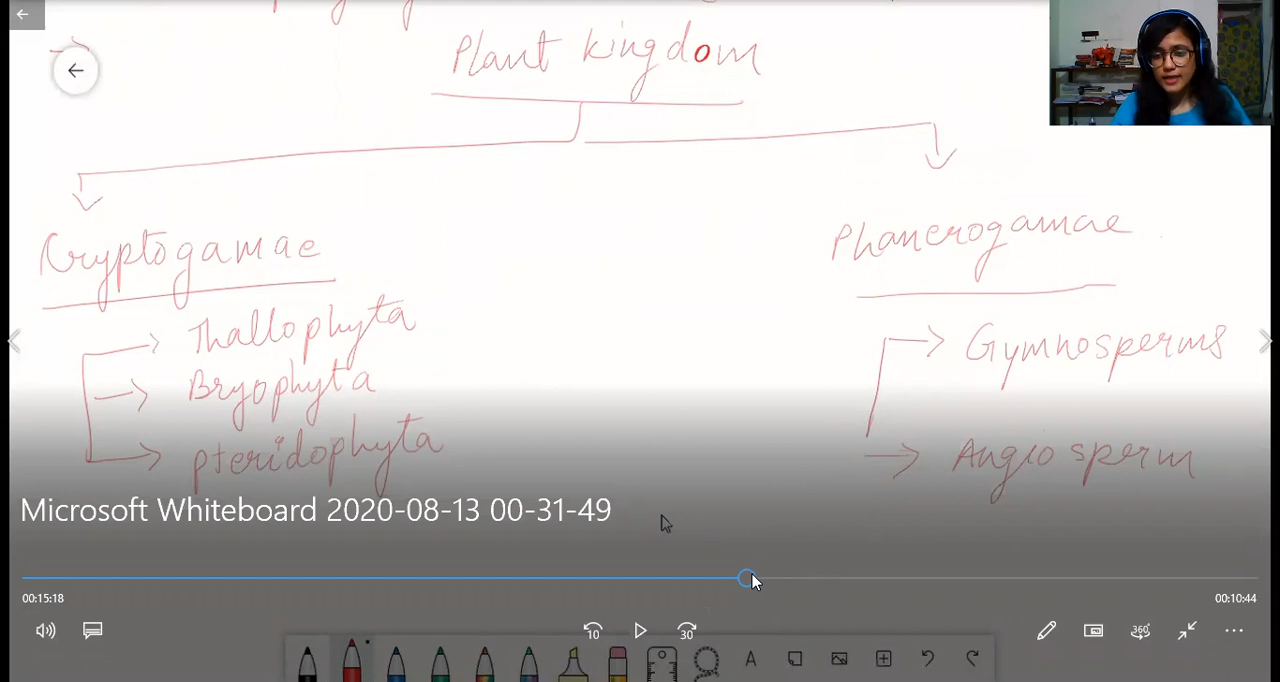 Plant kingdom
Cryptogamae
Phanerogamae
Thallophyta
Bryophyta
pteridophyta
Gymnosperms
Angiosperm
Microsoft Whiteboard 2020-08-13 00-31-49
00:15:18
00:10:44
10
30
360°
A